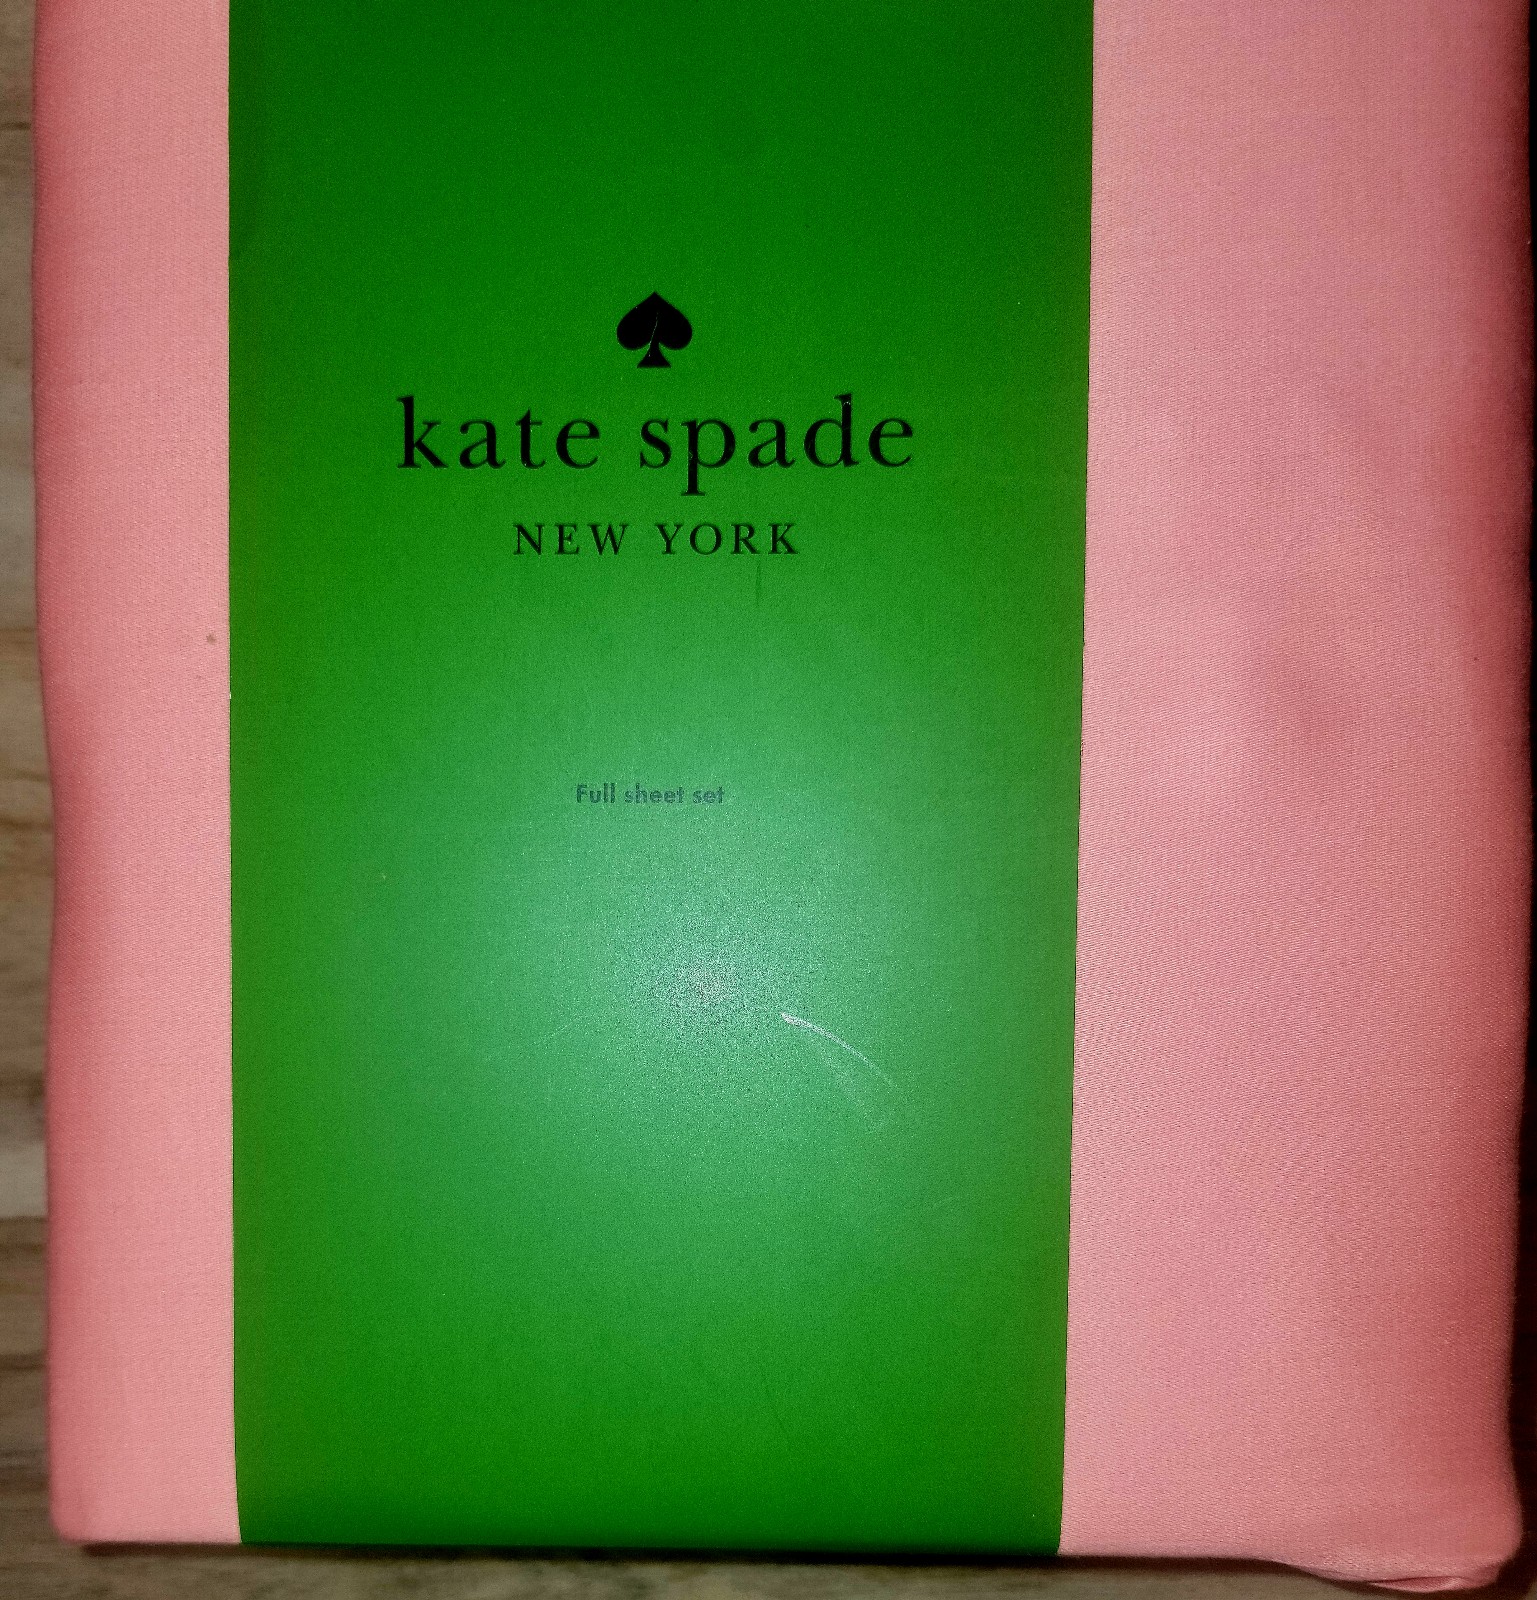 kate spade
NEW YORK
Full sheet set